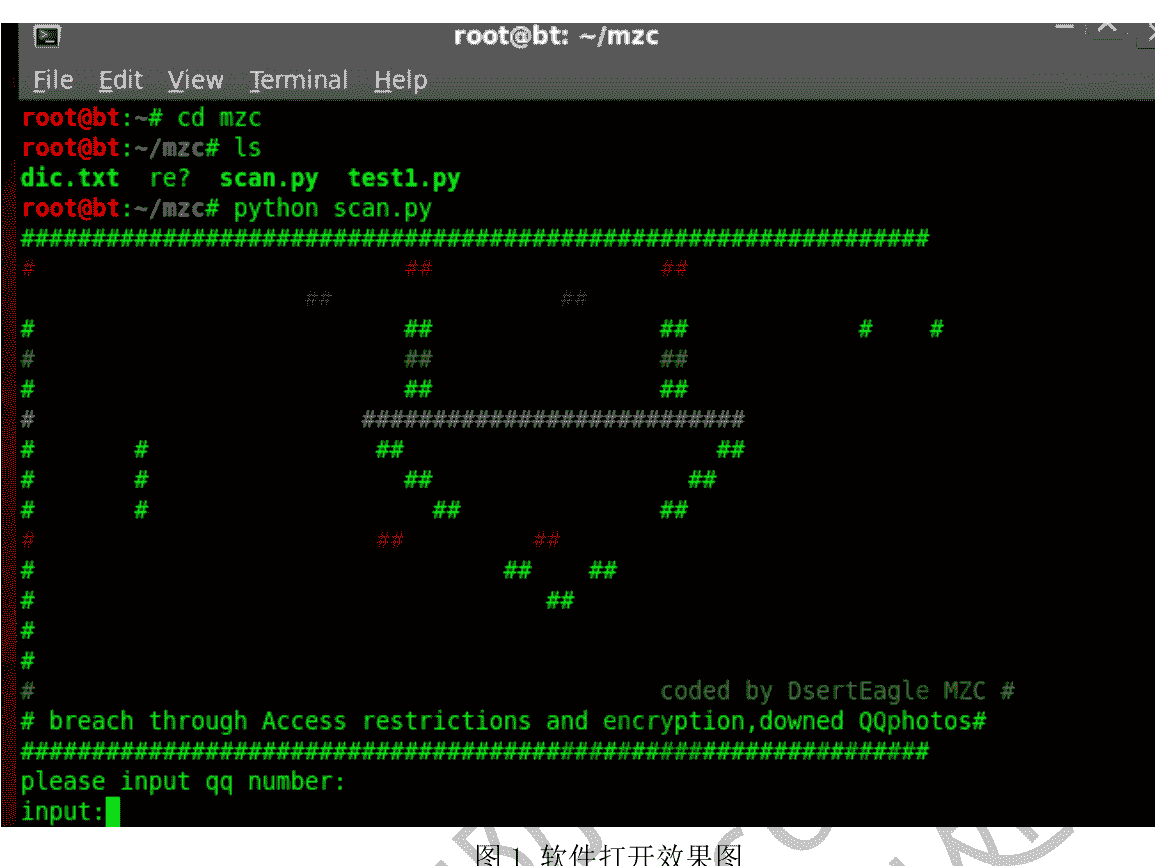 root@bt: ~/mzc
File Edit View Terminal Help
root@bt:~# cd mzc
root@bt:~/mzc# ls
dic.txt re? scan.py test1.py
root@bt:~/mzc# python scan.py
################################################################
# ## ##
## ##
# ## ## # #
# ## ##
# ## ##
# ###########################
# # ## ##
# # ## ##
# # ## ##
# ## ##
# ## ##
# ##
#
#
# coded by DsertEagle MZC #
# breach through Access restrictions and encryption,downed QQphotos#
################################################################
please input qq number:
input:
图 1 软件打开效果图